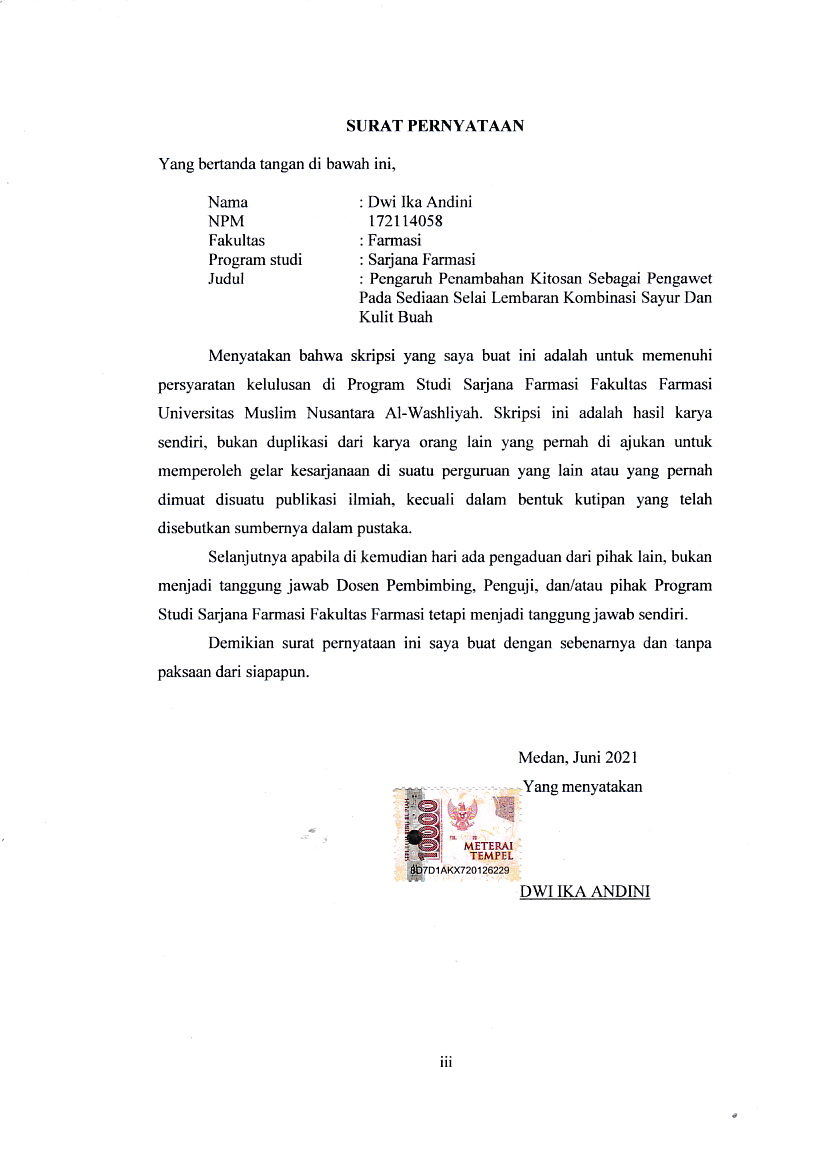 SURAT PERNYATAAN
Yang bertanda tangan di bawah ini,
Nama : Dwi Ika Andini
NPM 172114058
Fakultas : Farmasi
Program studi : Sarjana Farmasi
Judul : Pengaruh Penambahan Kitosan Sebagai Pengawet
Pada Sediaan Selai Lembaran Kombinasi Sayur Dan
Kulit Buah
Menyatakan bahwa skripsi yang saya buat ini adalah untuk memenuhi
persyaratan kelulusan di Program Studi Sarjana Farmasi Fakultas Farmasi
Universitas Muslim Nusantara Al-Washliyah. Skripsi ini adalah hasil karya
sendiri, bukan duplikasi dari karya orang lain yang pernah di ajukan untuk
memperoleh gelar kesarjanaan di suatu perguruan yang lain atau yang pernah
dimuat disuatu publikasi ilmiah, kecuali dalam bentuk kutipan yang telah
disebutkan sumbernya dalam pustaka.
Selanjutnya apabila di kemudian hari ada pengaduan dari pihak lain, bukan
menjadi tanggung jawab Dosen Pembimbing, Penguji, dan/atau pihak Program
Studi Sarjana Farmasi Fakultas Farmasi tetapi menjadi tanggung jawab sendiri.
Demikian surat pernyataan ini saya buat dengan sebenarnya dan tanpa
paksaan dari siapapun.
Medan, Juni 2021
Yang menyatakan
10000
METERAI
TEMPEL
8D7D1AKX720126229
DWI IKA ANDINI
iii